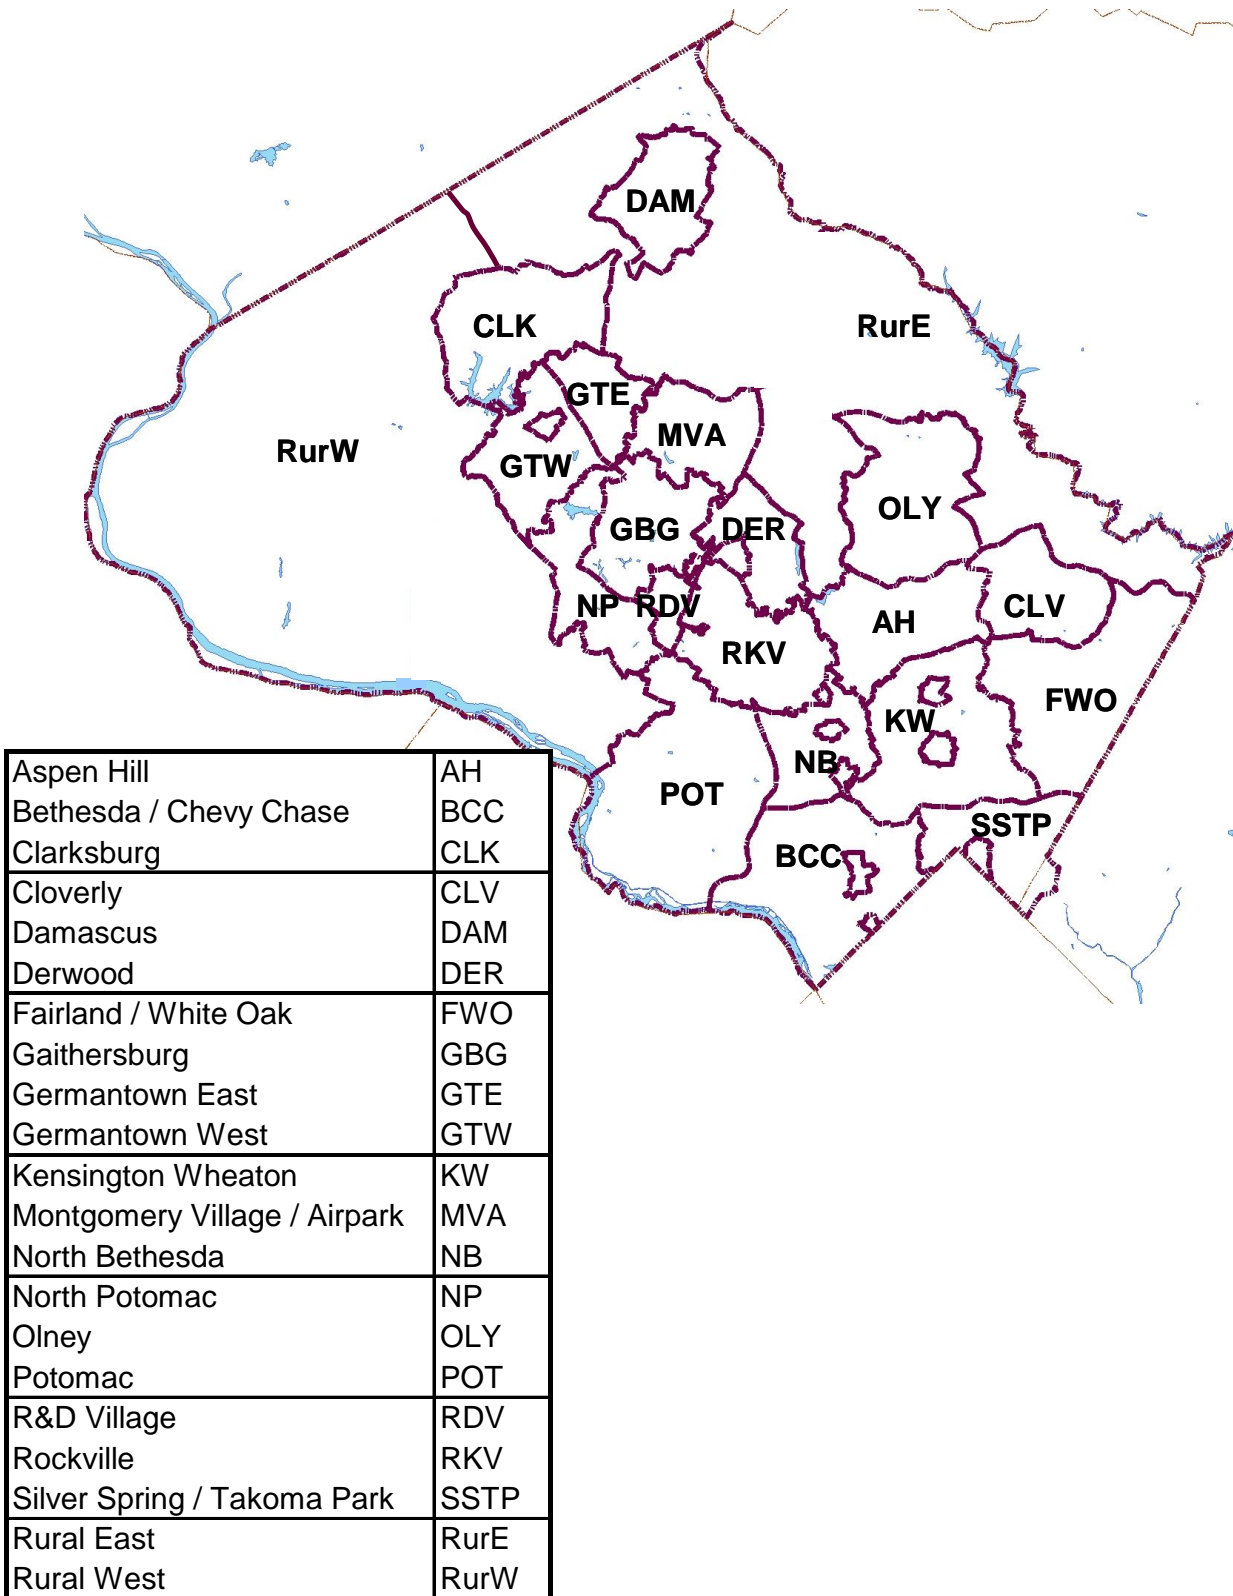 DAM
CLK
RurE
GTE
MVA
RurW
GTW
OLY
GBG
DER
NP
RDV
CLV
AH
RKV
FWO
KW
NB
POT
SSTP
BCC
Aspen Hill AH
Bethesda / Chevy Chase BCC
Clarksburg CLK
Cloverly CLV
Damascus DAM
Derwood DER
Fairland / White Oak FWO
Gaithersburg GBG
Germantown East GTE
Germantown West GTW
Kensington Wheaton KW
Montgomery Village / Airpark MVA
North Bethesda NB
North Potomac NP
Olney OLY
Potomac POT
R&D Village RDV
Rockville RKV
Silver Spring / Takoma Park SSTP
Rural East RurE
Rural West RurW